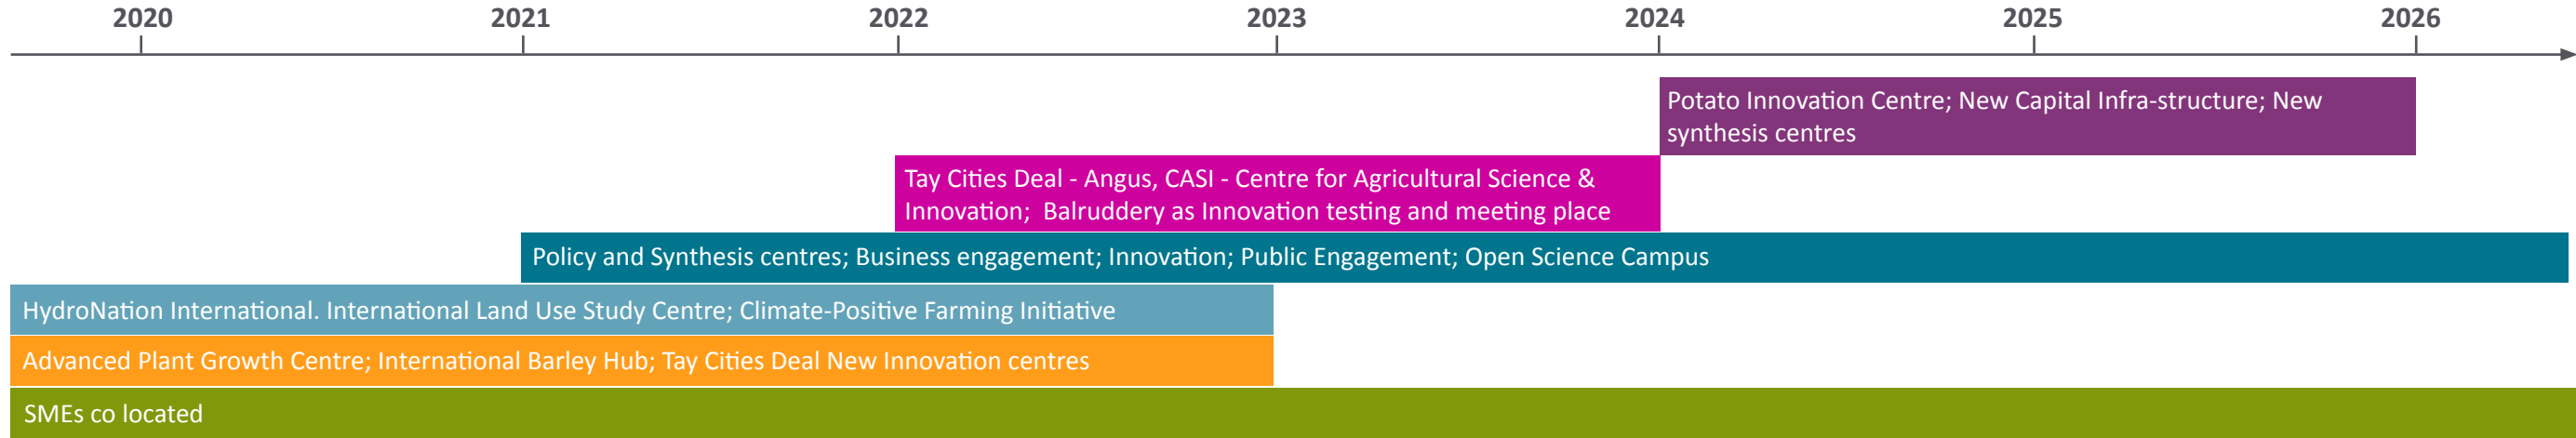 2020 2021 2022 2023 2024 2025 2026
Potato Innovation Centre; New Capital Infra-structure; New
synthesis centres
Tay Cities Deal - Angus, CASI - Centre for Agricultural Science &
Innovation;  Balruddery as Innovation testing and meeting place
Policy and Synthesis centres; Business engagement; Innovation; Public Engagement; Open Science Campus
HydroNation International. International Land Use Study Centre; Climate-Positive Farming Initiative
Advanced Plant Growth Centre; International Barley Hub; Tay Cities Deal New Innovation centres
SMEs co located